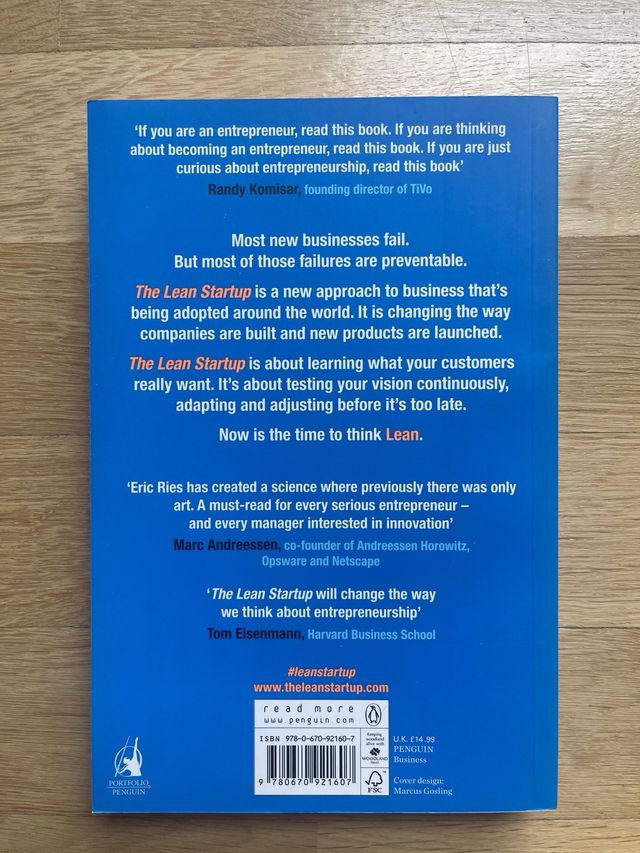 ‘If you are an entrepreneur, read this book. If you are thinking
about becoming an entrepreneur, read this book. If you are just
curious about entrepreneurship, read this book’
Randy Komisar, founding director of TiVo
Most new businesses fail.
But most of those failures are preventable.
The Lean Startup is a new approach to business that’s
being adopted around the world. It is changing the way
companies are built and new products are launched.
The Lean Startup is about learning what your customers
really want. It’s about testing your vision continuously,
adapting and adjusting before it’s too late.
Now is the time to think Lean.
‘Eric Ries has created a science where previously there was only
art. A must-read for every serious entrepreneur –
and every manager interested in innovation’
Marc Andreessen, co-founder of Andreessen Horowitz,
Opsware and Netscape
‘The Lean Startup will change the way
we think about entrepreneurship’
Tom Eisenmann, Harvard Business School
#leanstartup
www.theleanstartup.com
read more
www.penguin.com
ISBN 978-0-670-92160-7
9 780670 921607
Keeping
woodland
alive with
WOODLAND
FSC
U.K. £14.99
PENGUIN
Business
Cover design:
Marcus Gosling
PORTFOLIO
PENGUIN